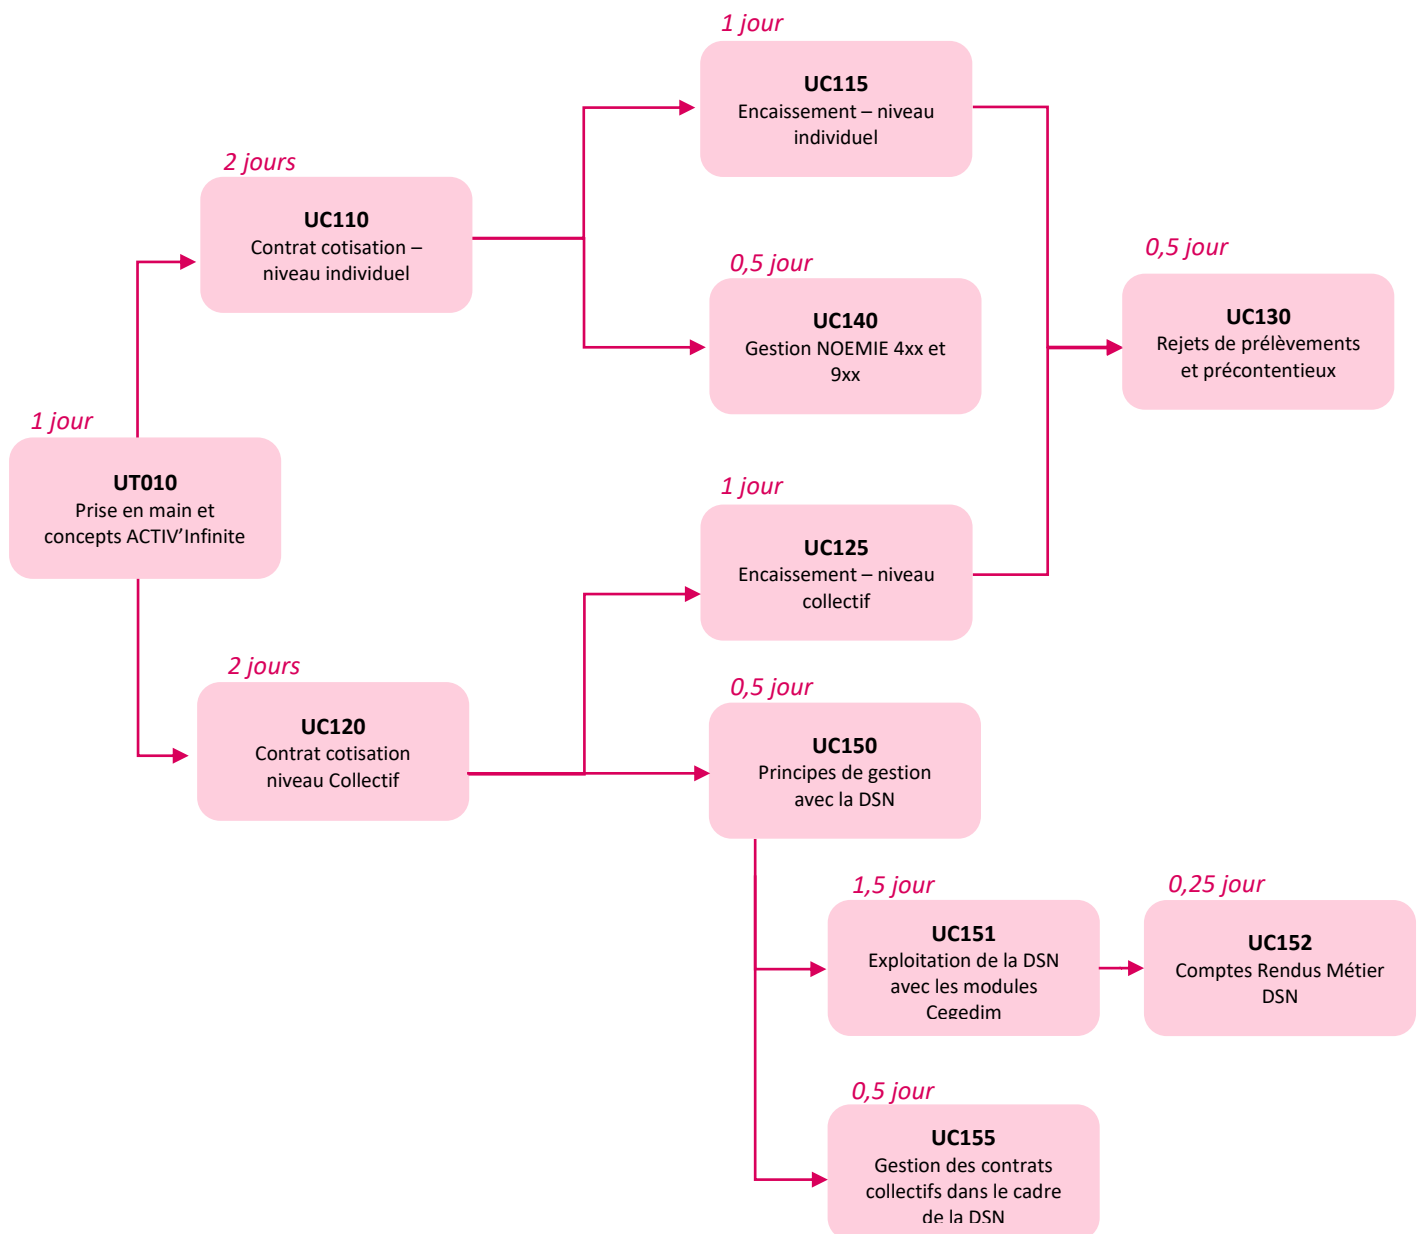 1 jour
UC115
Encaissement – niveau
individuel
2 jours
UC110
Contrat cotisation –
niveau individuel
0,5 jour
UC140
Gestion NOEMIE 4xx et
9xx
0,5 jour
UC130
Rejets de prélèvements
et précontentieux
1 jour
UT010
Prise en main et
concepts ACTIV’Infinite
1 jour
UC125
Encaissement – niveau
collectif
2 jours
UC120
Contrat cotisation
niveau Collectif
0,5 jour
UC150
Principes de gestion
avec la DSN
1,5 jour
UC151
Exploitation de la DSN
avec les modules
Cegedim
0,25 jour
UC152
Comptes Rendus Métier
DSN
0,5 jour
UC155
Gestion des contrats
collectifs dans le cadre
de la DSN